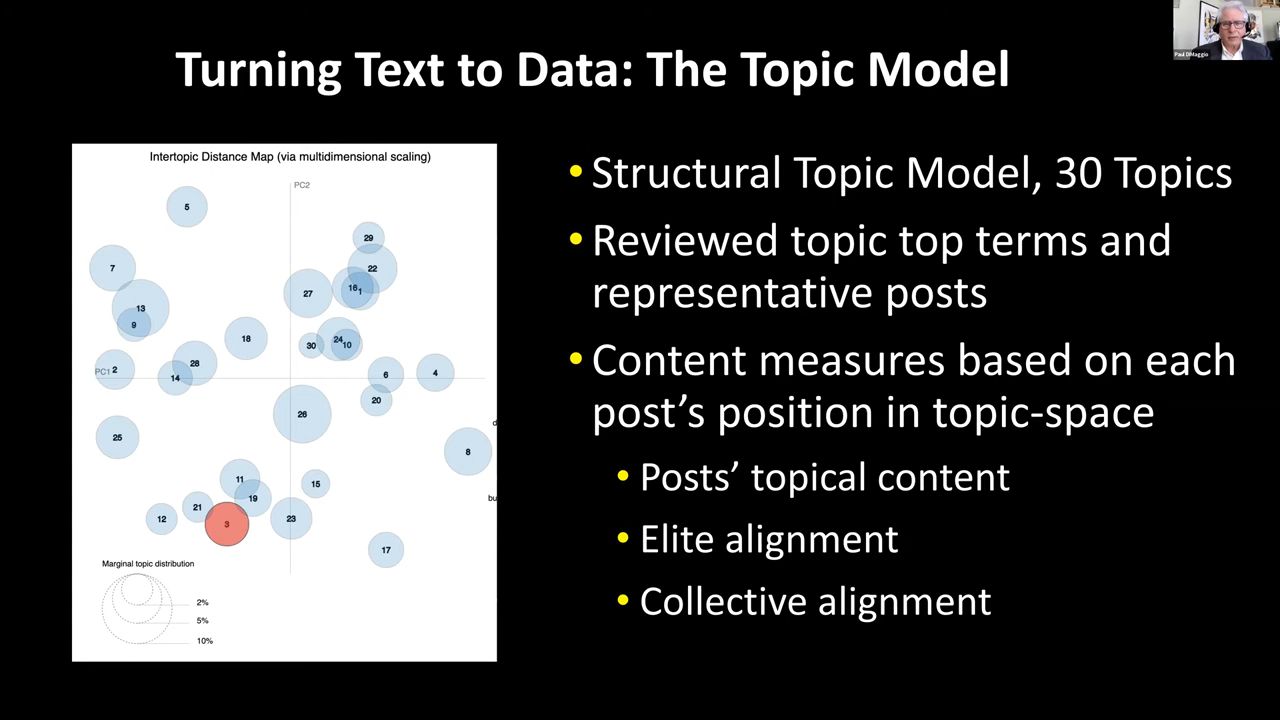 Turning Text to Data: The Topic Model
Paul DiMaggio
Intertopic Distance Map (via multidimensional scaling)
PC2
5
29
7
22
16
1
27
13
9
18
24
10
30
28
PC1
2
14
6
4
20
26
d
25
8
11
15
19
bu
21
12
3
23
17
Marginal topic distribution
2%
5%
10%
• Structural Topic Model, 30 Topics
• Reviewed topic top terms and
representative posts
• Content measures based on each
post’s position in topic-space
• Posts’ topical content
• Elite alignment
• Collective alignment